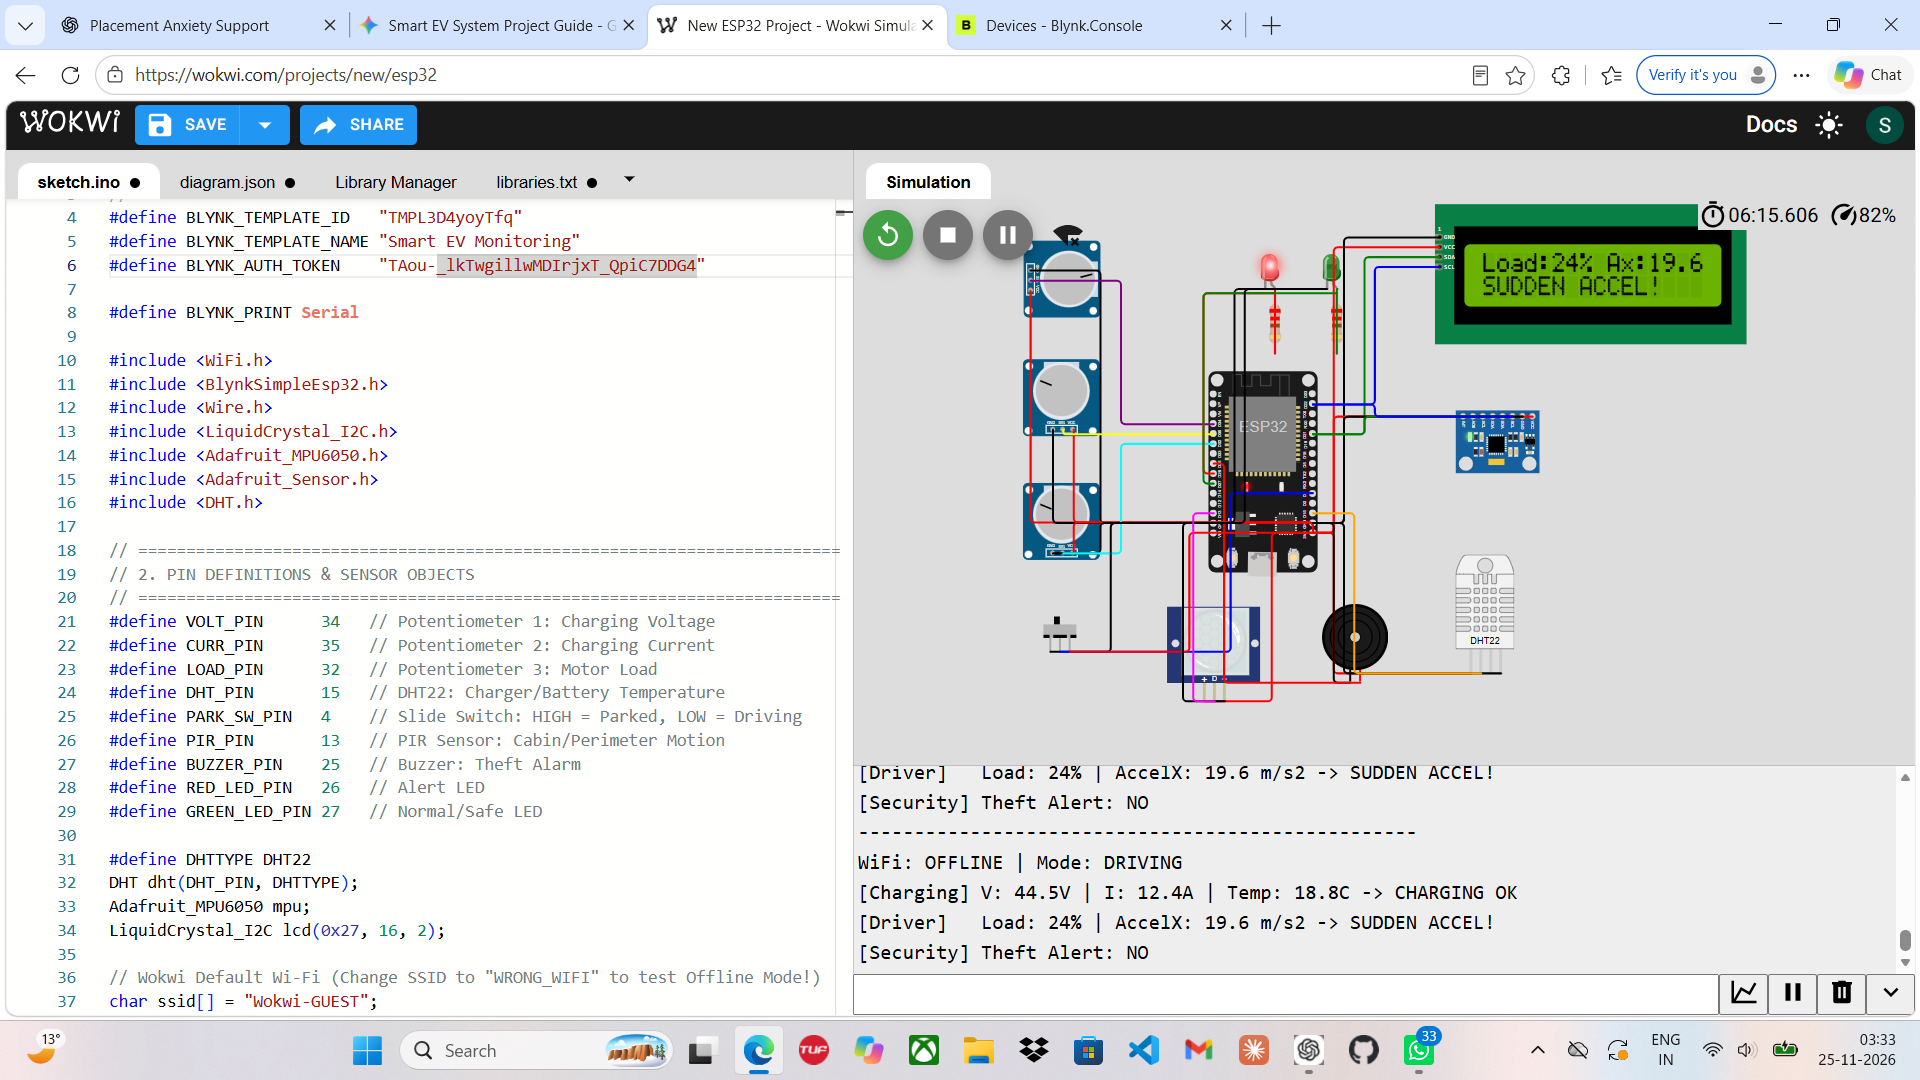 Placement Anxiety Support
Smart EV System Project Guide - G
New ESP32 Project - Wokwi Simula
Devices - Blynk.Console
https://wokwi.com/projects/new/esp32
Verify it's you
Chat
WOKWi
SAVE
SHARE
Docs
S
sketch.ino ●
diagram.json ●
Library Manager
libraries.txt ●
4 #define BLYNK_TEMPLATE_ID "TMPL3D4yoyTfq"
5 #define BLYNK_TEMPLATE_NAME "Smart EV Monitoring"
6 #define BLYNK_AUTH_TOKEN "TAou-_lkTwgillwMDIrjxT_QpiC7DDG4"
7
8 #define BLYNK_PRINT Serial
9
10 #include <WiFi.h>
11 #include <BlynkSimpleEsp32.h>
12 #include <Wire.h>
13 #include <LiquidCrystal_I2C.h>
14 #include <Adafruit_MPU6050.h>
15 #include <Adafruit_Sensor.h>
16 #include <DHT.h>
17
18 // =========================================================================
19 // 2. PIN DEFINITIONS & SENSOR OBJECTS
20 // =========================================================================
21 #define VOLT_PIN 34 // Potentiometer 1: Charging Voltage
22 #define CURR_PIN 35 // Potentiometer 2: Charging Current
23 #define LOAD_PIN 32 // Potentiometer 3: Motor Load
24 #define DHT_PIN 15 // DHT22: Charger/Battery Temperature
25 #define PARK_SW_PIN 4 // Slide Switch: HIGH = Parked, LOW = Driving
26 #define PIR_PIN 13 // PIR Sensor: Cabin/Perimeter Motion
27 #define BUZZER_PIN 25 // Buzzer: Theft Alarm
28 #define RED_LED_PIN 26 // Alert LED
29 #define GREEN_LED_PIN 27 // Normal/Safe LED
30
31 #define DHTTYPE DHT22
32 DHT dht(DHT_PIN, DHTTYPE);
33 Adafruit_MPU6050 mpu;
34 LiquidCrystal_I2C lcd(0x27, 16, 2);
35
36 // Wokwi Default Wi-Fi (Change SSID to "WRONG_WIFI" to test Offline Mode!)
37 char ssid[] = "Wokwi-GUEST";
Simulation
06:15.606 82%
Load:24% Ax:19.6
SUDDEN ACCEL!
ESP32
DHT22
[Driver] Load: 24% | AccelX: 19.6 m/s2 -> SUDDEN ACCEL!
[Security] Theft Alert: NO
--------------------------------------------------
WiFi: OFFLINE | Mode: DRIVING
[Charging] V: 44.5V | I: 12.4A | Temp: 18.8C -> CHARGING OK
[Driver] Load: 24% | AccelX: 19.6 m/s2 -> SUDDEN ACCEL!
[Security] Theft Alert: NO
13°
Search
TUF
33
ENG
IN
03:33
25-11-2026